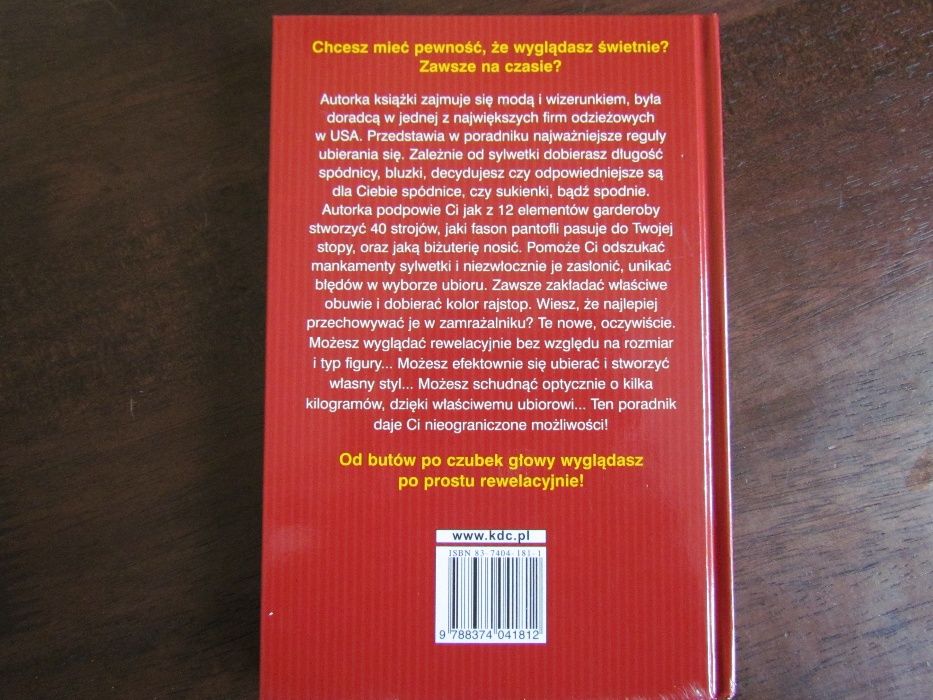 Chcesz mieć pewność, że wyglądasz świetnie?
Zawsze na czasie?
Autorka książki zajmuje się modą i wizerunkiem, była
doradcą w jednej z największych firm odzieżowych
w USA. Przedstawia w poradniku najważniejsze reguły
ubierania się. Zależnie od sylwetki dobierasz długość
spódnicy, bluzki, decydujesz czy odpowiedniejsze są
dla Ciebie spódnice, czy sukienki, bądź spodnie.
Autorka podpowie Ci jak z 12 elementów garderoby
stworzyć 40 strojów, jaki fason pantofli pasuje do Twojej
stopy, oraz jaką biżuterię nosić. Pomoże Ci odszukać
mankamenty sylwetki i niezwłocznie je zasłonić, unikać
błędów w wyborze ubioru. Zawsze zakładać właściwe
obuwie i dobierać kolor rajstop. Wiesz, że najlepiej
przechowywać je w zamrażalniku? Te nowe, oczywiście.
Możesz wyglądać rewelacyjnie bez względu na rozmiar
i typ figury... Możesz efektownie się ubierać i stworzyć
własny styl... Możesz schudnąć optycznie o kilka
kilogramów, dzięki właściwemu ubiorowi... Ten poradnik
daje Ci nieograniczone możliwości!
Od butów po czubek głowy wyglądasz
po prostu rewelacyjnie!
www.kdc.pl
ISBN 83-7404-181-1
9 788374 041812